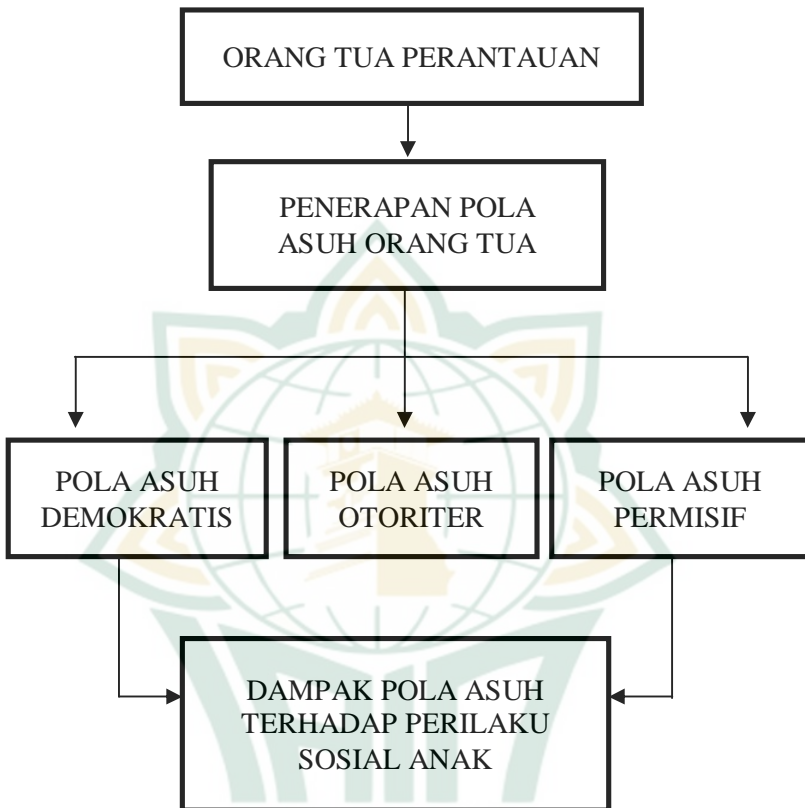 ORANG TUA PERANTAUAN
PENERAPAN POLA
ASUH ORANG TUA
POLA ASUH
DEMOKRATIS
POLA ASUH
OTORITER
POLA ASUH
PERMISIF
DAMPAK POLA ASUH
TERHADAP PERILAKU
SOSIAL ANAK